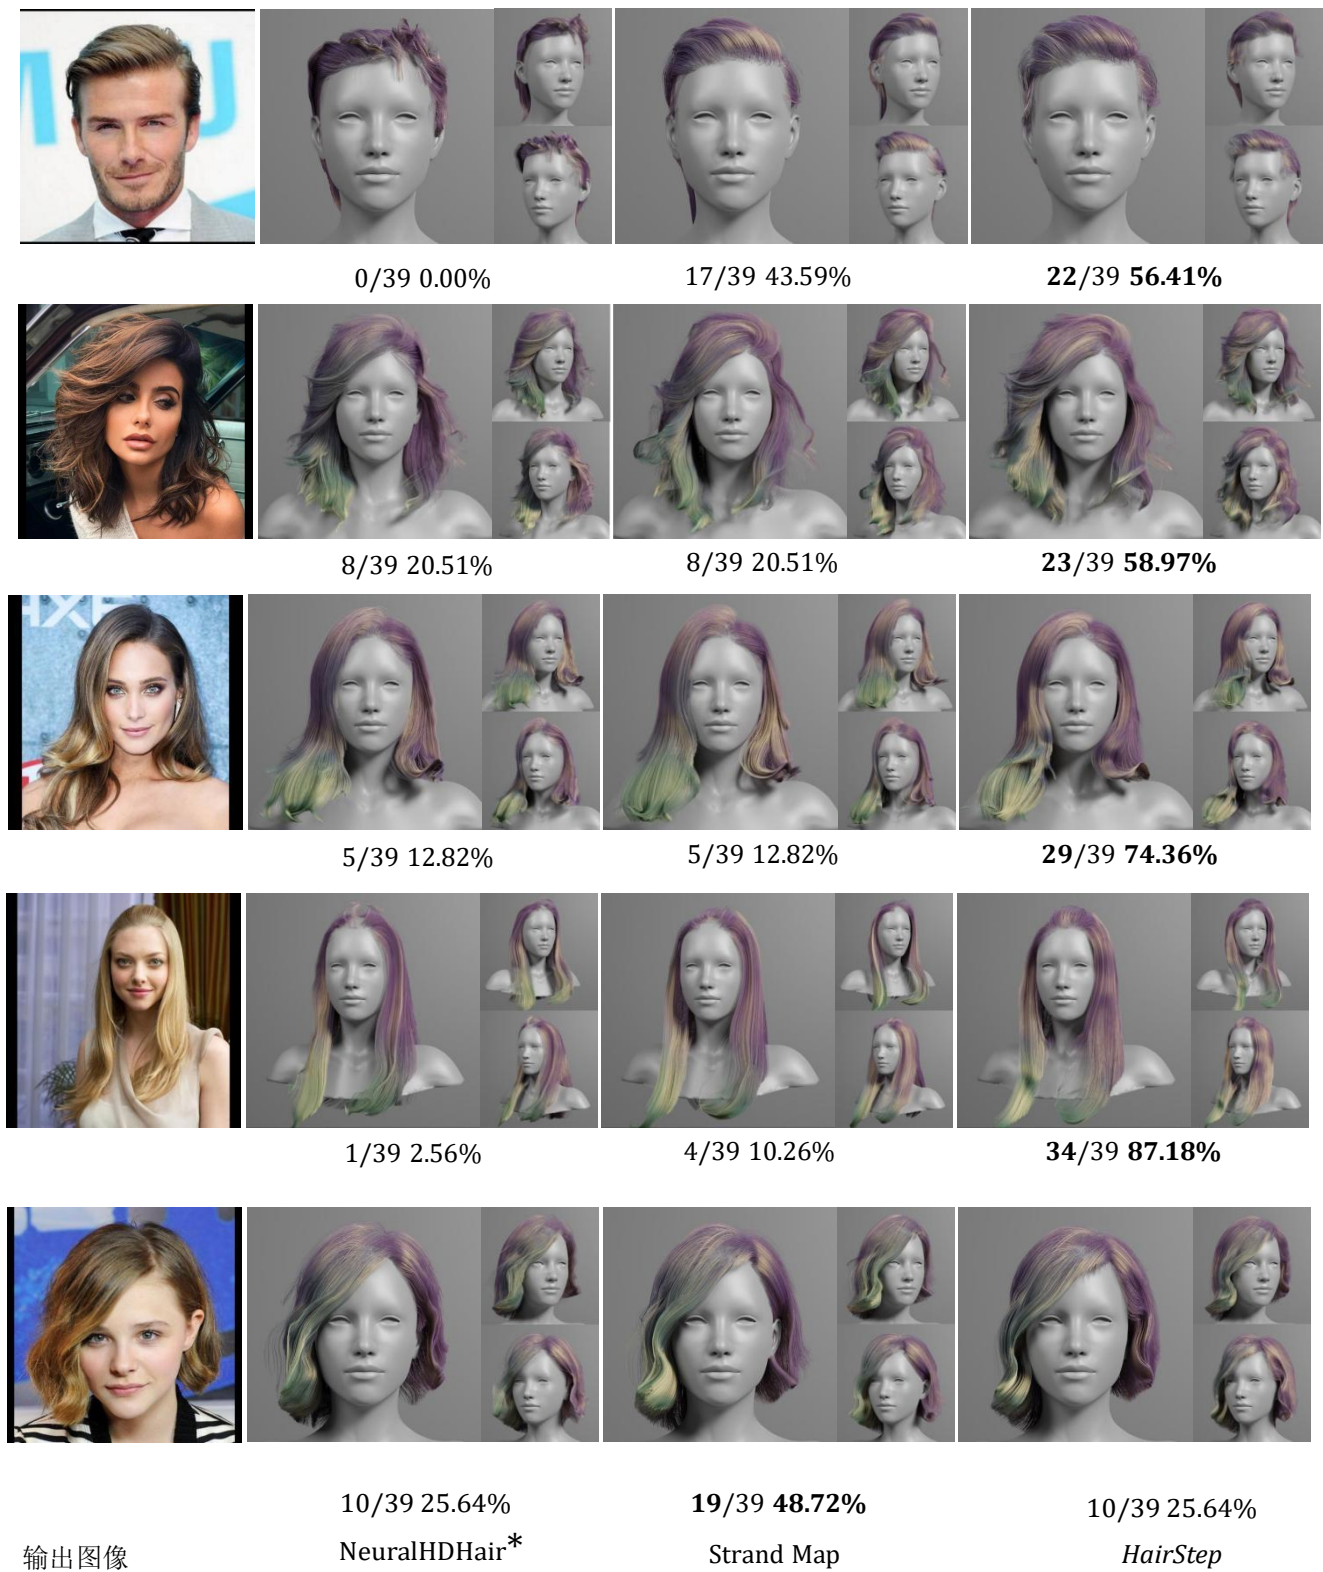 MU
0/39 0.00%
17/39 43.59%
22/39 56.41%
8/39 20.51%
8/39 20.51%
23/39 58.97%
AXE
5/39 12.82%
5/39 12.82%
29/39 74.36%
1/39 2.56%
4/39 10.26%
34/39 87.18%
10/39 25.64%
19/39 48.72%
10/39 25.64%
输出图像
NeuralHDHair*
Strand Map
HairStep